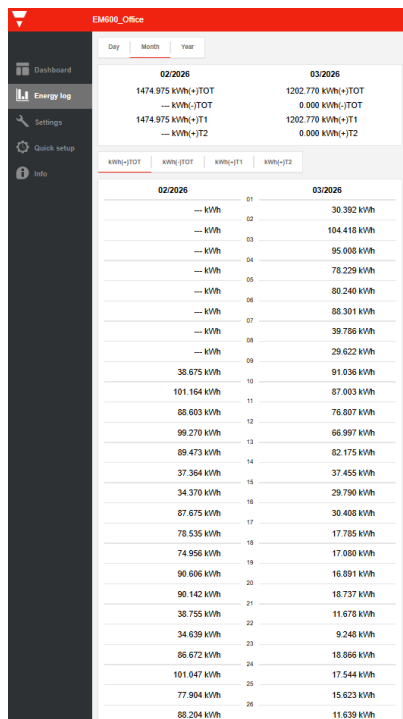 EM600_Office
Day Month Year
Dashboard
Energy log
Settings
Quick setup
Info
02/2026 03/2026
1474.975 kWh(+)TOT 1202.770 kWh(+)TOT
--- kWh(-)TOT 0.000 kWh(-)TOT
1474.975 kWh(+)T1 1202.770 kWh(+)T1
--- kWh(+)T2 0.000 kWh(+)T2
kWh(+)TOT kWh(-)TOT kWh(+)T1 kWh(+)T2
02/2026 03/2026
01
--- kWh 30.392 kWh
02
--- kWh 104.418 kWh
03
--- kWh 95.008 kWh
04
--- kWh 78.229 kWh
05
--- kWh 80.240 kWh
06
--- kWh 88.301 kWh
07
--- kWh 39.786 kWh
08
--- kWh 29.622 kWh
09
38.675 kWh 91.036 kWh
10
101.164 kWh 87.003 kWh
11
88.603 kWh 76.807 kWh
12
99.270 kWh 66.997 kWh
13
89.473 kWh 82.175 kWh
14
37.364 kWh 37.455 kWh
15
34.370 kWh 29.790 kWh
16
87.675 kWh 30.408 kWh
17
78.535 kWh 17.785 kWh
18
74.956 kWh 17.080 kWh
19
90.606 kWh 16.891 kWh
20
90.142 kWh 18.737 kWh
21
38.755 kWh 11.678 kWh
22
34.639 kWh 9.248 kWh
23
86.672 kWh 18.866 kWh
24
101.047 kWh 17.544 kWh
25
77.904 kWh 15.623 kWh
26
88.204 kWh 11.639 kWh